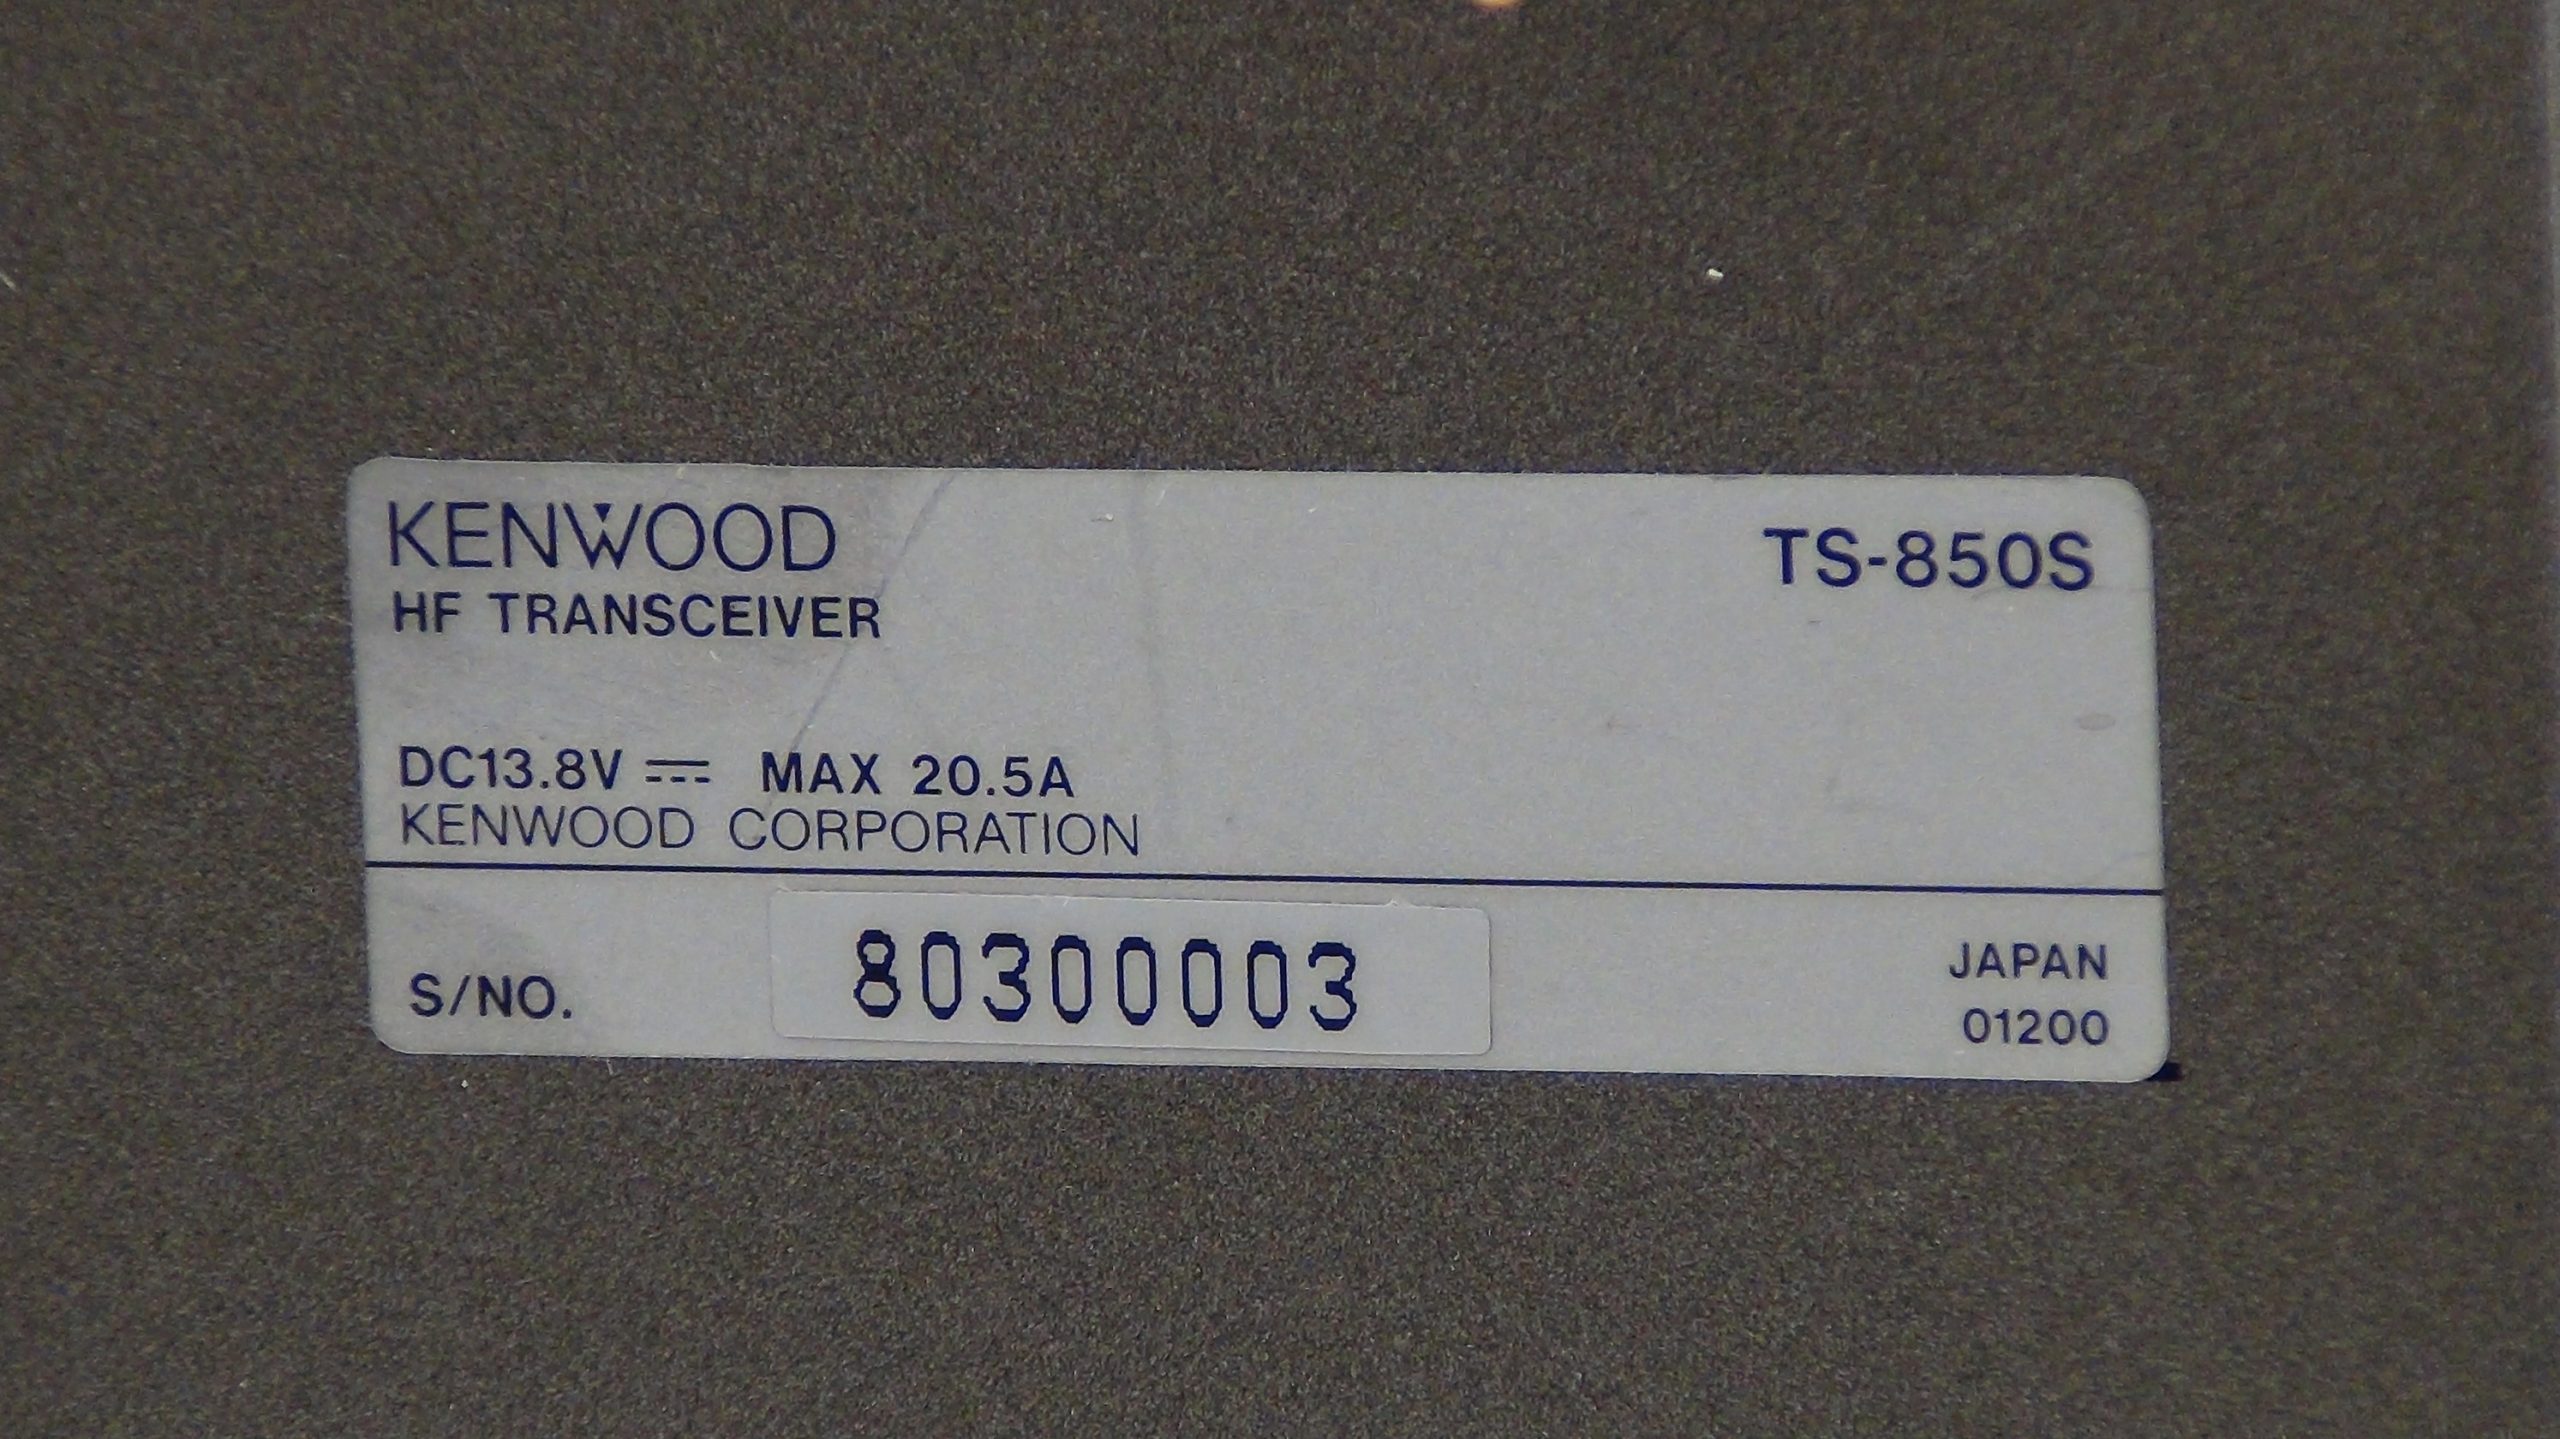 KENWOOD
TS-850S
HF TRANSCEIVER
DC13.8V ⎓ MAX 20.5A
KENWOOD CORPORATION
S/NO. 80300003
JAPAN
01200